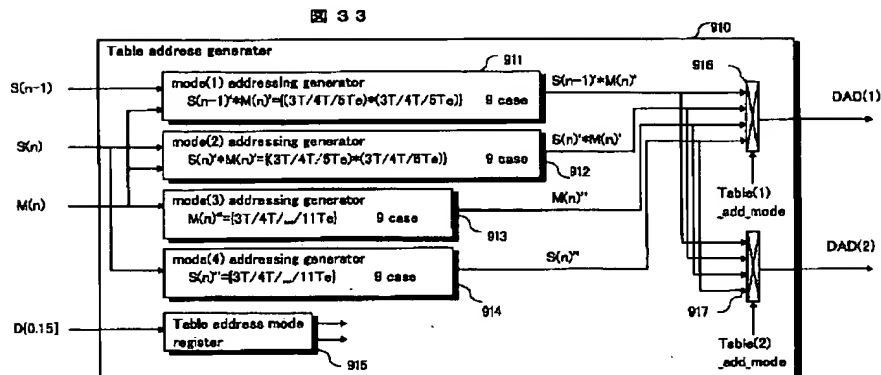 図 3 3
910
Table address generator
S(n-1)
911
mode(1) addressing generator
S(n-1)'*M(n)'={(3T/4T/5Te)*(3T/4T/5Te)} 9 case
S(n-1)'*M(n)'
916
DAD(1)
S(n)
mode(2) addressing generator
S(n)'*M(n)'={(3T/4T/5Te)*(3T/4T/5Te)} 9 case
912
S(n)'*M(n)'
M(n)
mode(3) addressing generator
M(n)"={3T/4T/.../11Te} 9 case
913
M(n)"
Table(1)
_add_mode
mode(4) addressing generator
S(n)"={3T/4T/.../11Te} 9 case
914
S(n)"
DAD(2)
917
D[0.15]
Table address mode
register
915
Table(2)
_add_mode